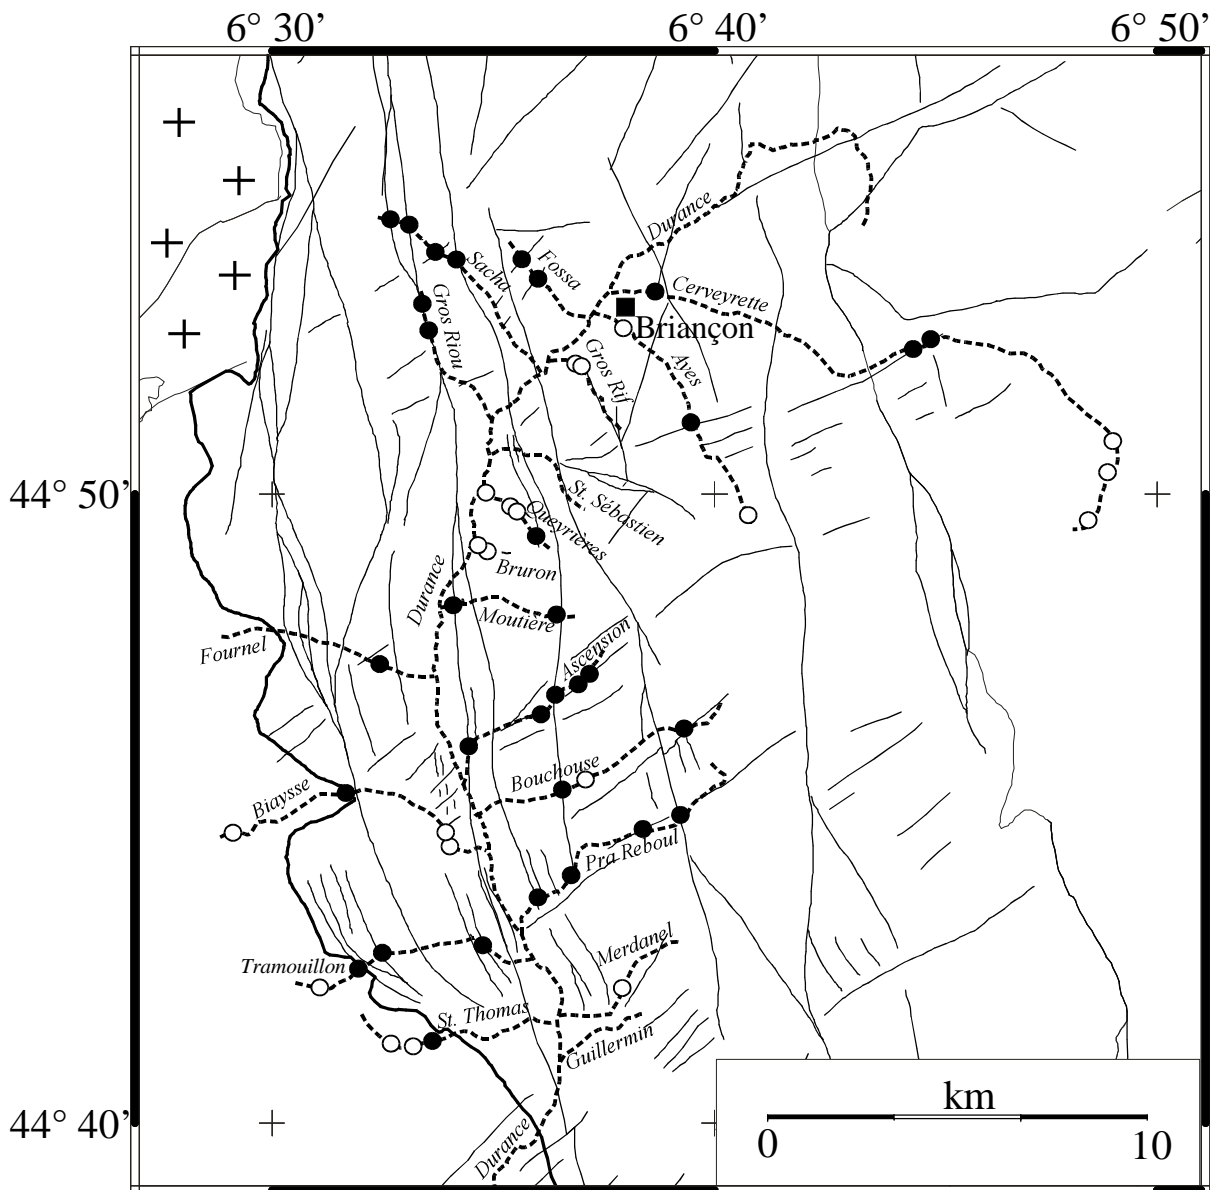 6° 30'
6° 40'
6° 50'
Durance
Fossa
Sacha
Cerveyrette
Gros Riou
Briançon
Gros Rif
Ayes
44° 50'
St. Sébastien
Queyrières
Bruron
Durance
Moutière
Fournel
Ascension
Bouchouse
Biaysse
Pra Reboul
Merdanel
Tramouillon
St. Thomas
Guillermin
km
0
10
44° 40'
Durance